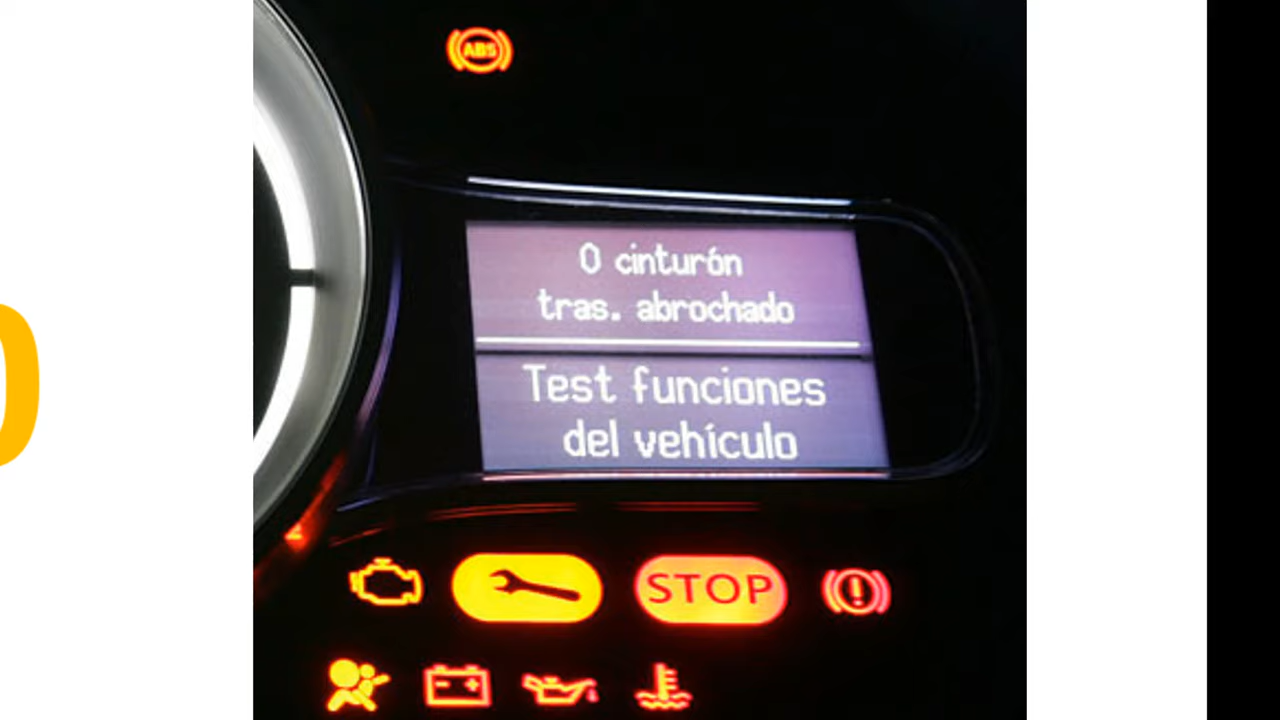 ABS
0 cinturón
tras. abrochado
Test funciones
del vehículo
STOP